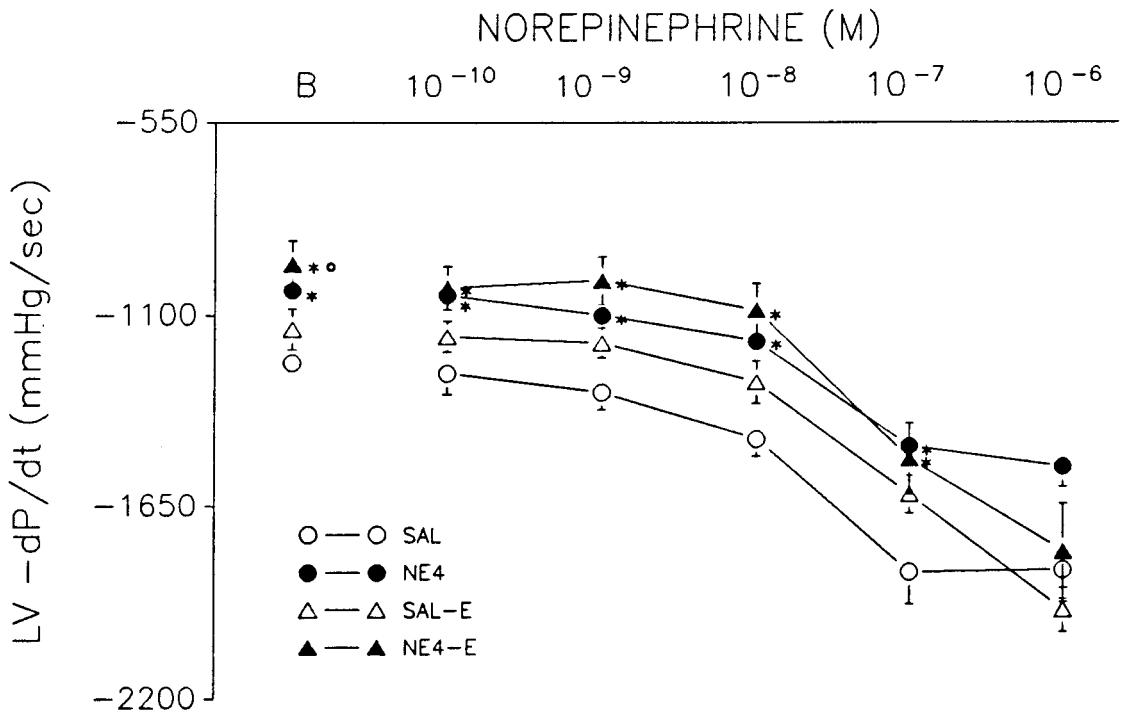 NOREPINEPHRINE (M)
B 10⁻¹⁰ 10⁻⁹ 10⁻⁸ 10⁻⁷ 10⁻⁶
LV −dP/dt (mmHg/sec)
−550
−1100
−1650
−2200
SAL
NE4
SAL−E
NE4−E